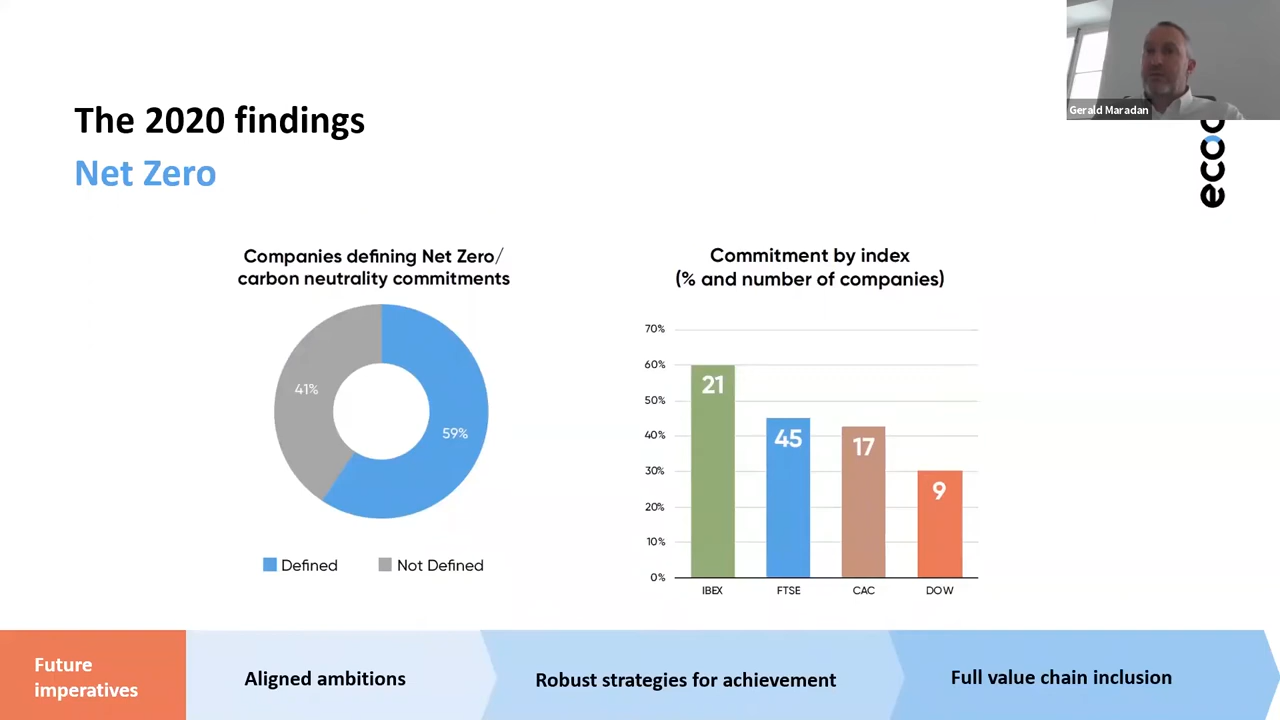 Gerald Maradan
The 2020 findings
Net Zero
Companies defining Net Zero/
carbon neutrality commitments
41%
59%
Defined
Not Defined
Commitment by index
(% and number of companies)
70%
60%
50%
40%
30%
20%
10%
0%
21
45
17
9
IBEX
FTSE
CAC
DOW
Future
imperatives
Aligned ambitions
Robust strategies for achievement
Full value chain inclusion